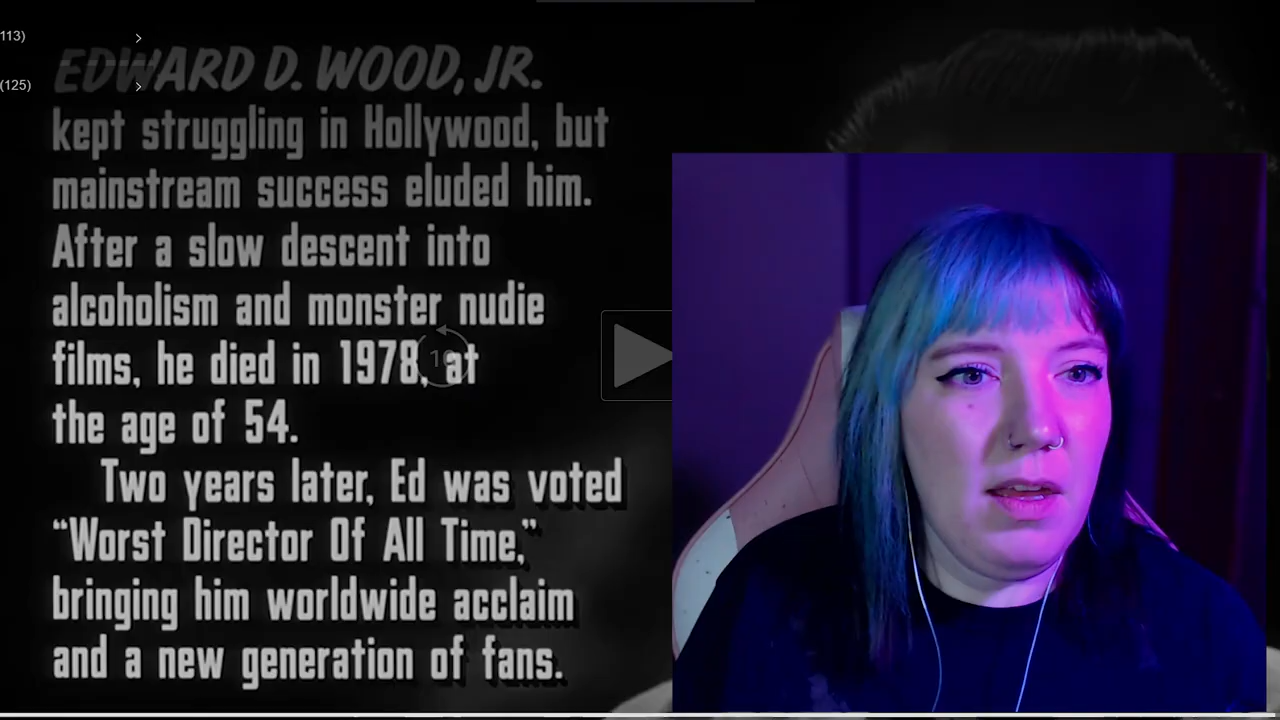 113)
(125)
EDWARD D. WOOD, JR.
kept struggling in Hollywood, but
mainstream success eluded him.
After a slow descent into
alcoholism and monster nudie
films, he died in 1978, at
the age of 54.
Two years later, Ed was voted
“Worst Director Of All Time,”
bringing him worldwide acclaim
and a new generation of fans.
10